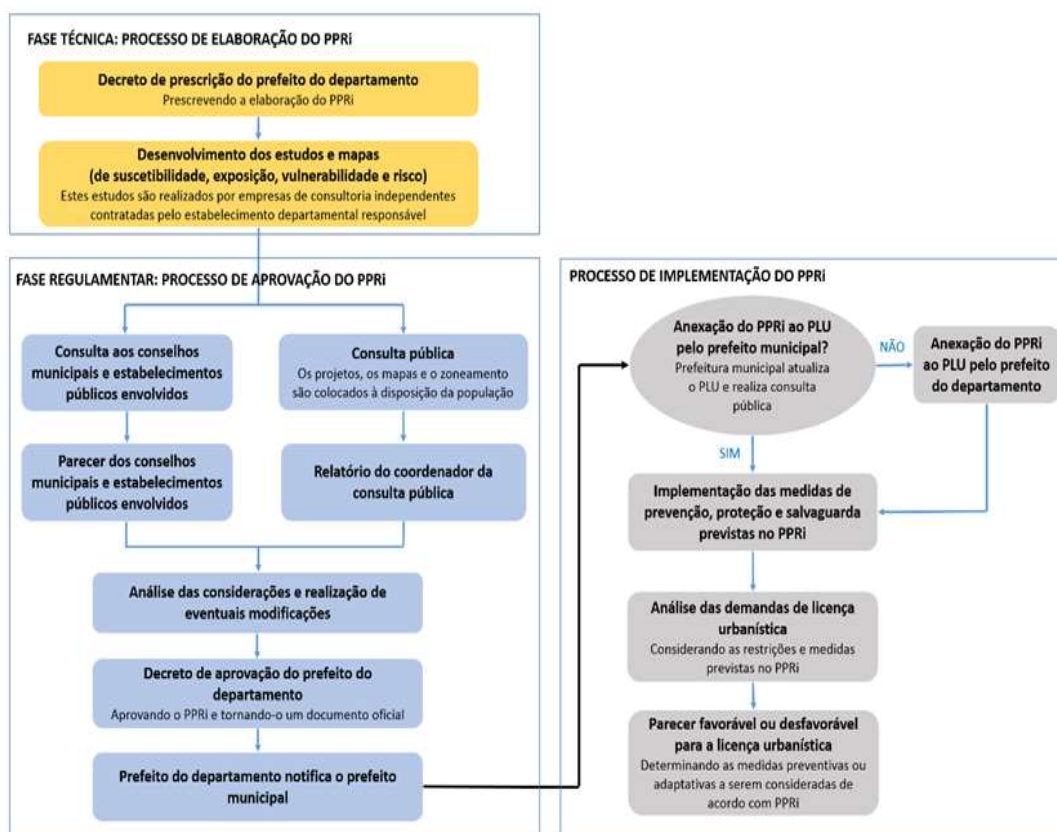 FASE TÉCNICA: PROCESSO DE ELABORAÇÃO DO PPRi
Decreto de prescrição do prefeito do departamento
Prescrevendo a elaboração do PPRi
Desenvolvimento dos estudos e mapas
(de suscetibilidade, exposição, vulnerabilidade e risco)
Estes estudos são realizados por empresas de consultoria independentes
contratadas pelo estabelecimento departamental responsável
FASE REGULAMENTAR: PROCESSO DE APROVAÇÃO DO PPRi
Consulta aos conselhos
municipais e estabelecimentos
públicos envolvidos
Consulta pública
Os projetos, os mapas e o zoneamento
são colocados à disposição da população
Parecer dos conselhos
municipais e estabelecimentos
públicos envolvidos
Relatório do coordenador da
consulta pública
Análise das considerações e realização de
eventuais modificações
Decreto de aprovação do prefeito do
departamento
Aprovando o PPRi e tornando-o um documento oficial
Prefeito do departamento notifica o prefeito
municipal
PROCESSO DE IMPLEMENTAÇÃO DO PPRi
Anexação do PPRi ao PLU
pelo prefeito municipal?
Prefeitura municipal atualiza
o PLU e realiza consulta
pública
NÃO
Anexação do PPRi
ao PLU pelo prefeito
do departamento
SIM
Implementação das medidas de
prevenção, proteção e salvaguarda
previstas no PPRi
Análise das demandas de licença
urbanística
Considerando as restrições e medidas
previstas no PPRi
Parecer favorável ou desfavorável
para a licença urbanística
Determinando as medidas preventivas ou
adaptativas a serem consideradas de
acordo com PPRi